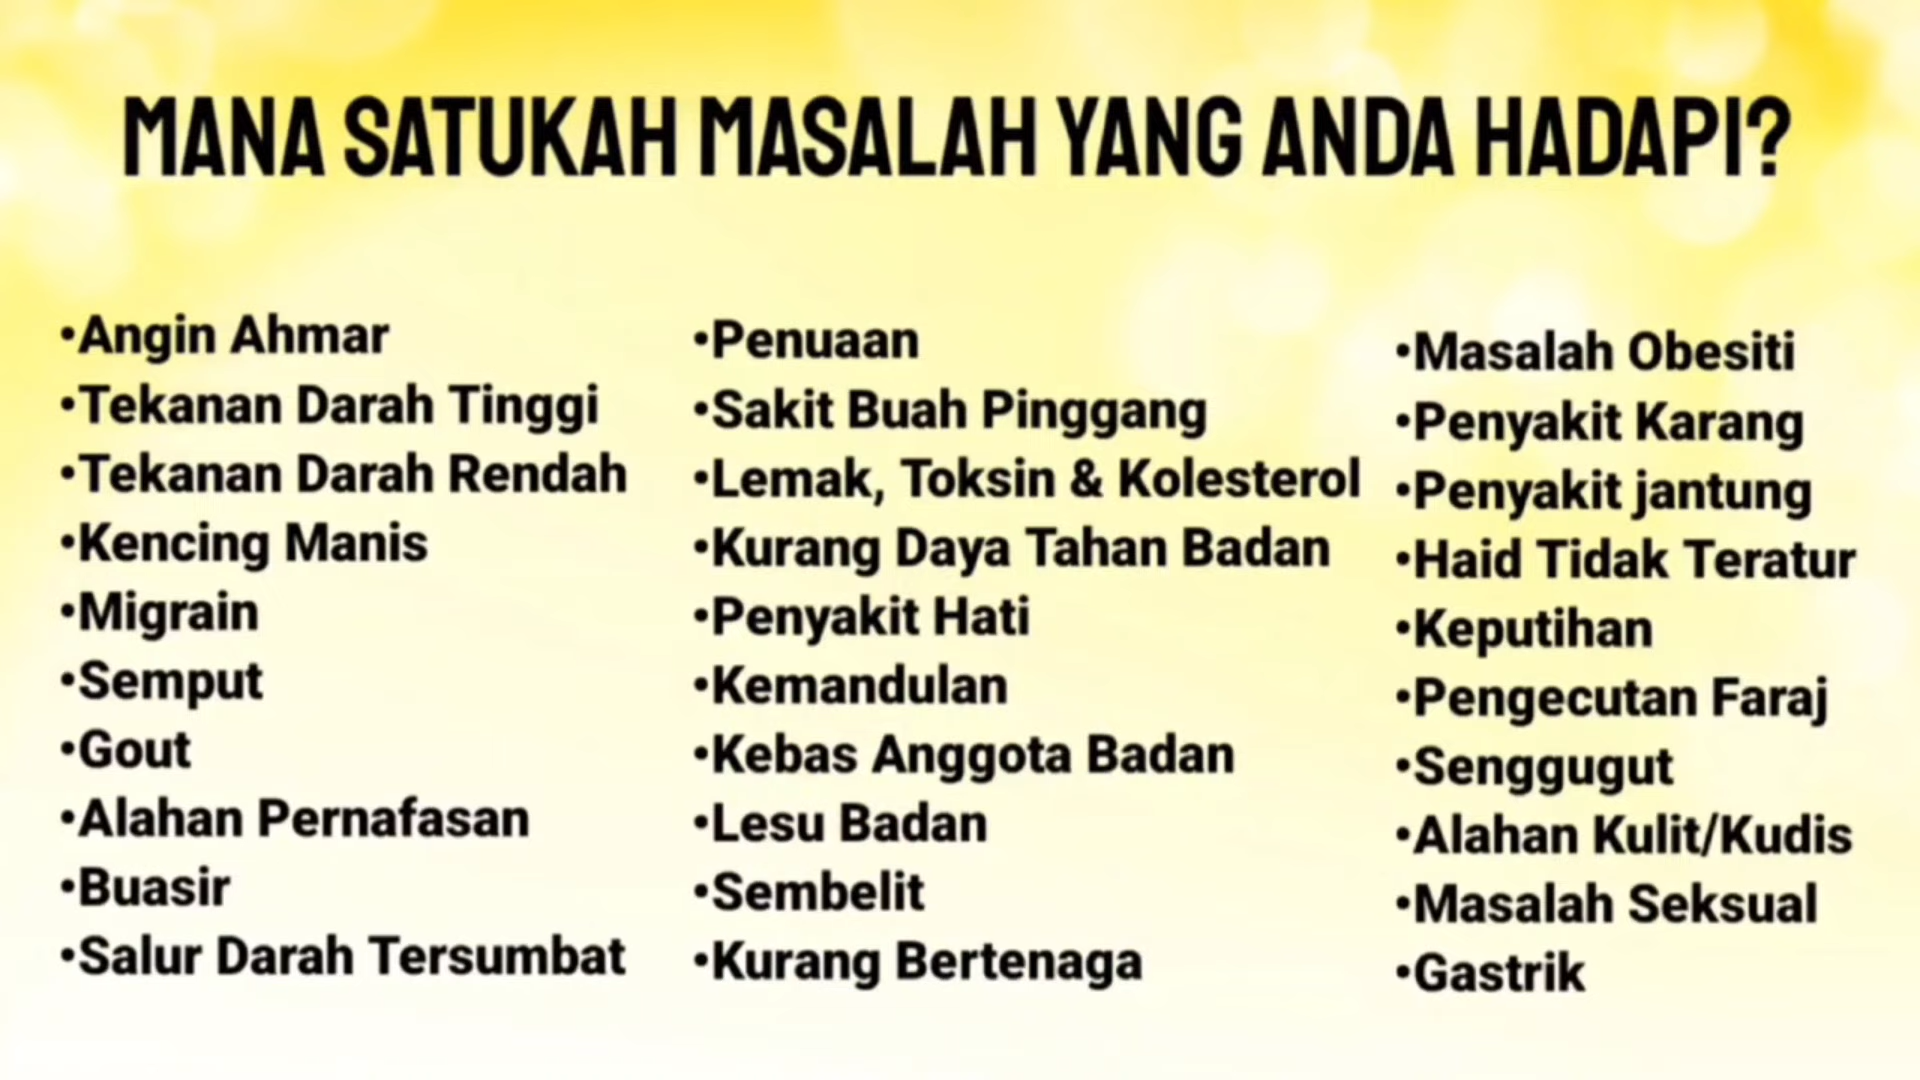 MANA SATUKAH MASALAH YANG ANDA HADAPI?
•Angin Ahmar
•Tekanan Darah Tinggi
•Tekanan Darah Rendah
•Kencing Manis
•Migrain
•Semput
•Gout
•Alahan Pernafasan
•Buasir
•Salur Darah Tersumbat
•Penuaan
•Sakit Buah Pinggang
•Lemak, Toksin & Kolesterol
•Kurang Daya Tahan Badan
•Penyakit Hati
•Kemandulan
•Kebas Anggota Badan
•Lesu Badan
•Sembelit
•Kurang Bertenaga
•Masalah Obesiti
•Penyakit Karang
•Penyakit jantung
•Haid Tidak Teratur
•Keputihan
•Pengecutan Faraj
•Senggugut
•Alahan Kulit/Kudis
•Masalah Seksual
•Gastrik